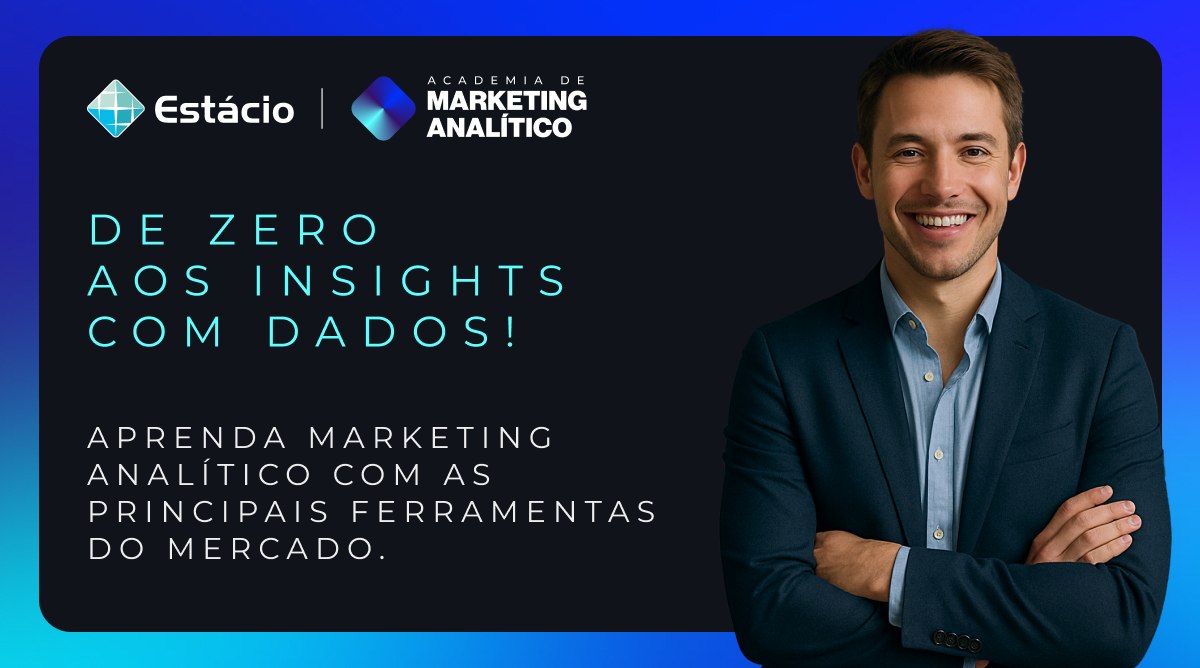 Estácio
ACADEMIA DE
MARKETING
ANALÍTICO
DE ZERO
AOS INSIGHTS
COM DADOS!
APRENDA MARKETING
ANALÍTICO COM AS
PRINCIPAIS FERRAMENTAS
DO MERCADO.